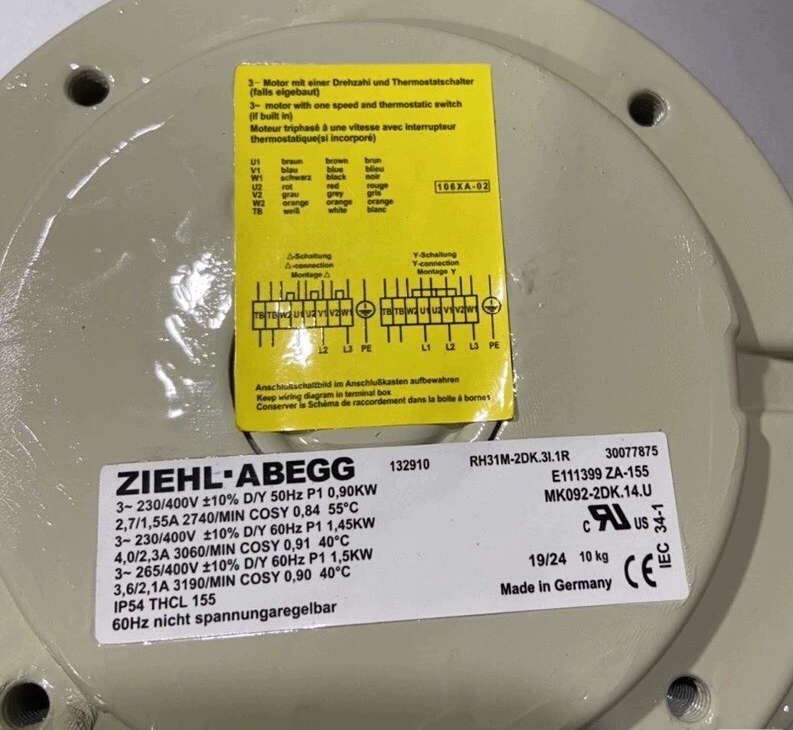 3~ Motor mit einer Drehzahl und Thermostatschalter
(falls eigebaut)
3~ motor with one speed and thermostatic switch
(if built in)
Moteur triphasé à une vitesse avec interrupteur
thermostatique(si incorporé)
U1 braun brown brun
V1 blau blue blieu
W1 schwarz black noir
U2 rot red rouge
V2 grau grey gris
W2 orange orange orange
TB weiß white blanc
106XA-02
△-Schaltung
△-connection
Montage △
Y-Schaltung
Y-connection
Montage Y
TB TB W2 U1 U2 V1 V2 W1
TB TB W2 U1 U2 V1 V2 W1
L2 L3 PE
L1 L2 L3 PE
Anschlußschaltbild im Anschlußkasten aufbewahren
Keep wiring diagram in terminal box
Conserver le Schèma de raccordement dans la boîte à bornes
ZIEHL-ABEGG
132910
RH31M-2DK.3I.1R
30077875
3~ 230/400V ±10% D/Y 50Hz P1 0,90KW
2,7/1,55A 2740/MIN COSY 0,84 55°C
3~ 230/400V ±10% D/Y 60Hz P1 1,45KW
4,0/2,3A 3060/MIN COSY 0,91 40°C
3~ 265/400V ±10% D/Y 60Hz P1 1,5KW
3,6/2,1A 3190/MIN COSY 0,90 40°C
IP54 THCL 155
60Hz nicht spannungaregelbar
E111399 ZA-155
MK092-2DK.14.U
C RU US
19/24 10 kg
Made in Germany
CE
IEC 34-1